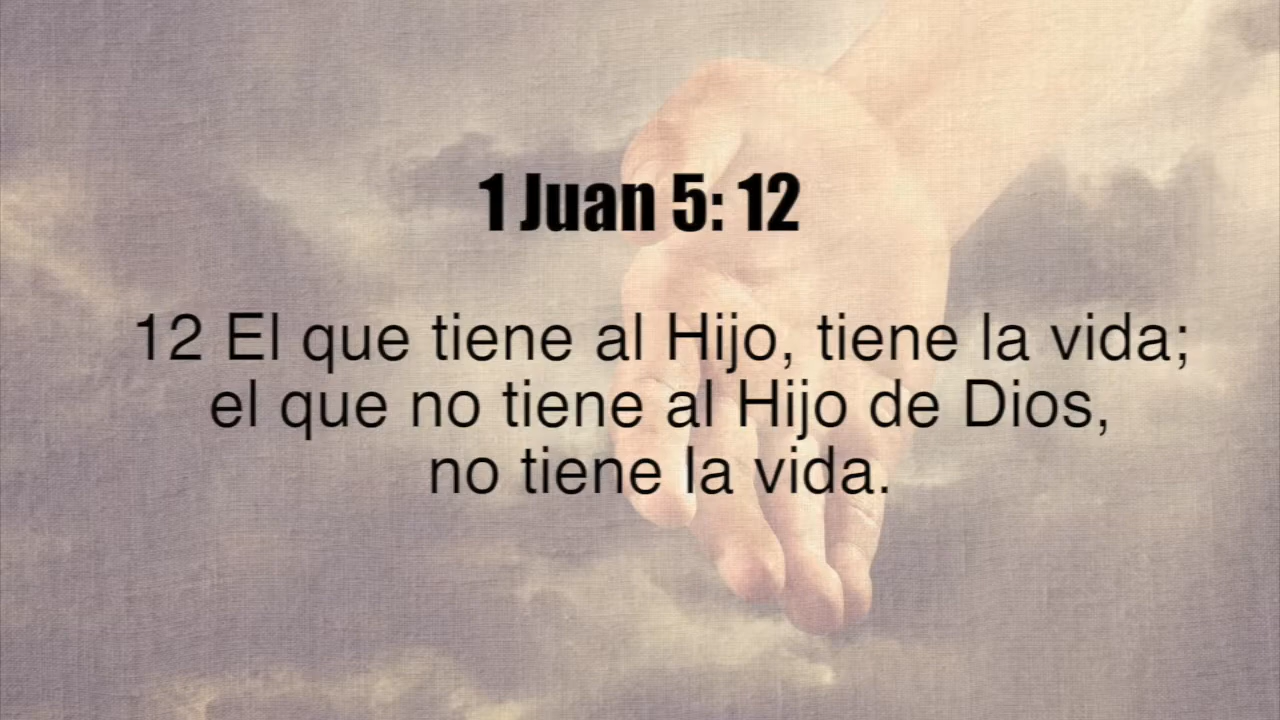 1 Juan 5: 12
12 El que tiene al Hijo, tiene la vida;
el que no tiene al Hijo de Dios,
no tiene la vida.